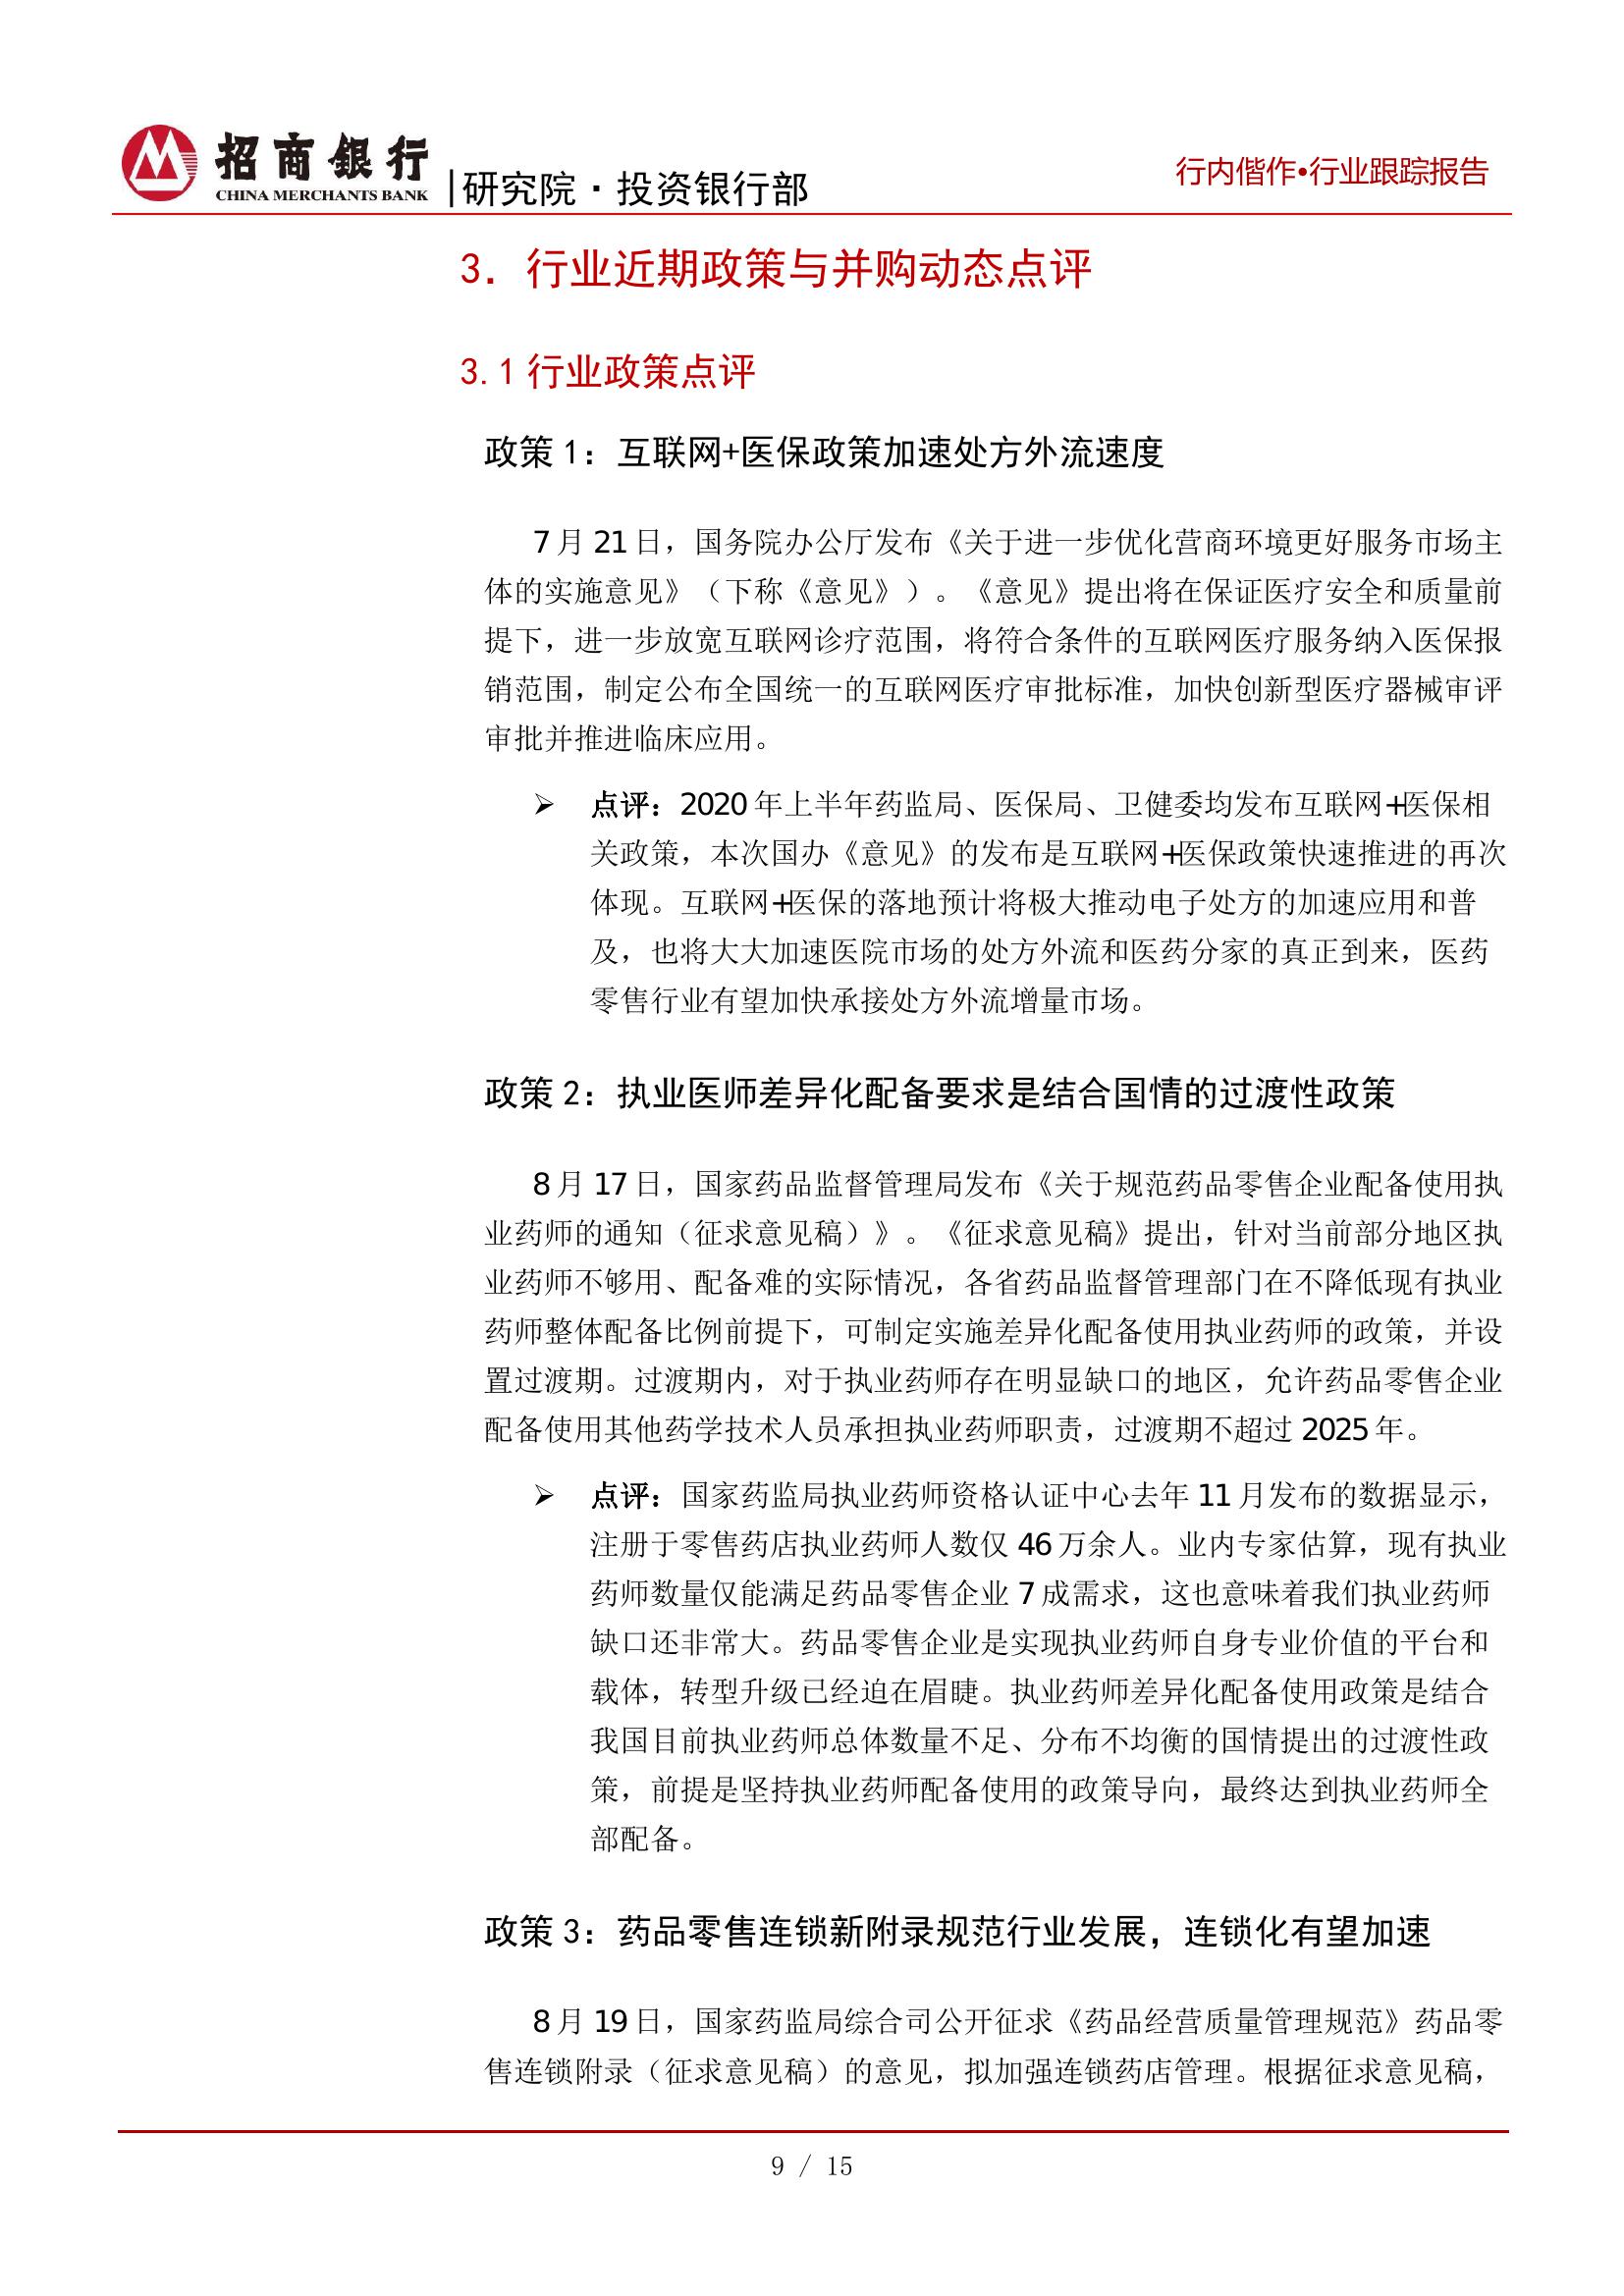 招商银行
CHINA MERCHANTS BANK
|研究院·投资银行部
行内偕作•行业跟踪报告
3. 行业近期政策与并购动态点评
3.1 行业政策点评
政策 1：互联网+医保政策加速处方外流速度
7 月 21 日，国务院办公厅发布《关于进一步优化营商环境更好服务市场主
体的实施意见》（下称《意见》）。《意见》提出将在保证医疗安全和质量前
提下，进一步放宽互联网诊疗范围，将符合条件的互联网医疗服务纳入医保报
销范围，制定公布全国统一的互联网医疗审批标准，加快创新型医疗器械审评
审批并推进临床应用。
➢ 点评：2020 年上半年药监局、医保局、卫健委均发布互联网+医保相
关政策，本次国办《意见》的发布是互联网+医保政策快速推进的再次
体现。互联网+医保的落地预计将极大推动电子处方的加速应用和普
及，也将大大加速医院市场的处方外流和医药分家的真正到来，医药
零售行业有望加快承接处方外流增量市场。
政策 2：执业医师差异化配备要求是结合国情的过渡性政策
8 月 17 日，国家药品监督管理局发布《关于规范药品零售企业配备使用执
业药师的通知（征求意见稿）》。《征求意见稿》提出，针对当前部分地区执
业药师不够用、配备难的实际情况，各省药品监督管理部门在不降低现有执业
药师整体配备比例前提下，可制定实施差异化配备使用执业药师的政策，并设
置过渡期。过渡期内，对于执业药师存在明显缺口的地区，允许药品零售企业
配备使用其他药学技术人员承担执业药师职责，过渡期不超过 2025 年。
➢ 点评：国家药监局执业药师资格认证中心去年 11 月发布的数据显示，
注册于零售药店执业药师人数仅 46 万余人。业内专家估算，现有执业
药师数量仅能满足药品零售企业 7 成需求，这也意味着我们执业药师
缺口还非常大。药品零售企业是实现执业药师自身专业价值的平台和
载体，转型升级已经迫在眉睫。执业药师差异化配备使用政策是结合
我国目前执业药师总体数量不足、分布不均衡的国情提出的过渡性政
策，前提是坚持执业药师配备使用的政策导向，最终达到执业药师全
部配备。
政策 3：药品零售连锁新附录规范行业发展，连锁化有望加速
8 月 19 日，国家药监局综合司公开征求《药品经营质量管理规范》药品零
售连锁附录（征求意见稿）的意见，拟加强连锁药店管理。根据征求意见稿，
9 / 15